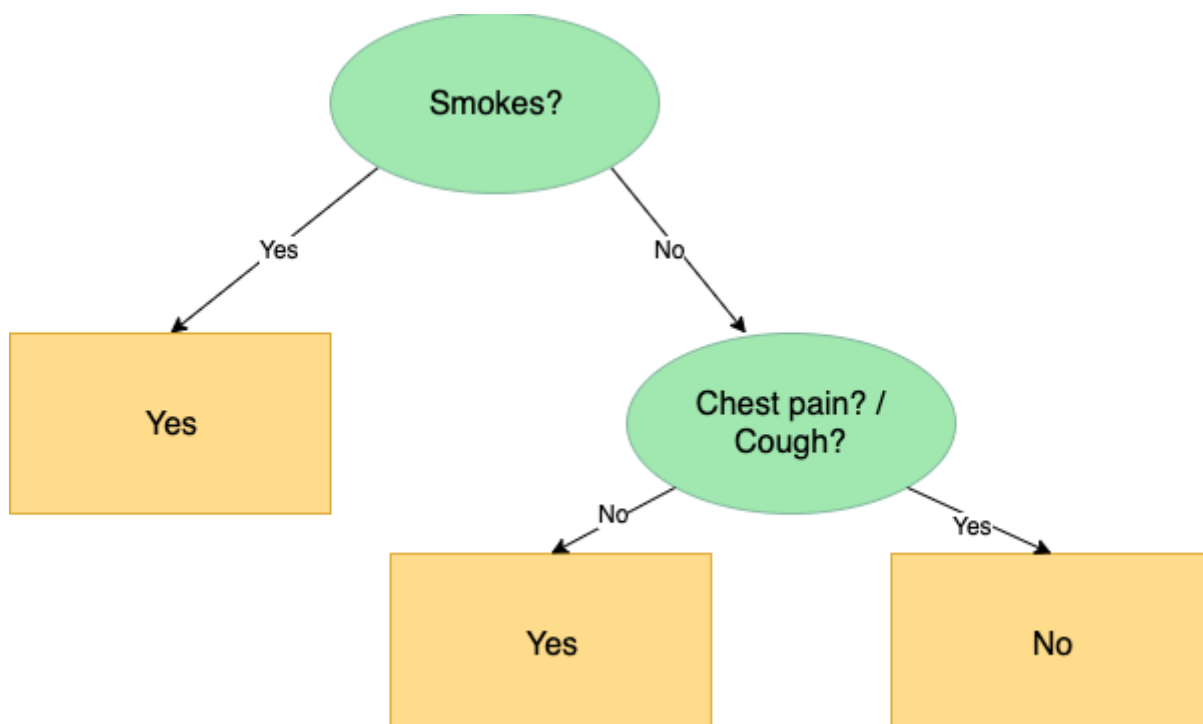 Smokes?
Yes
No
Yes
Chest pain? /
Cough?
No
Yes
Yes
No